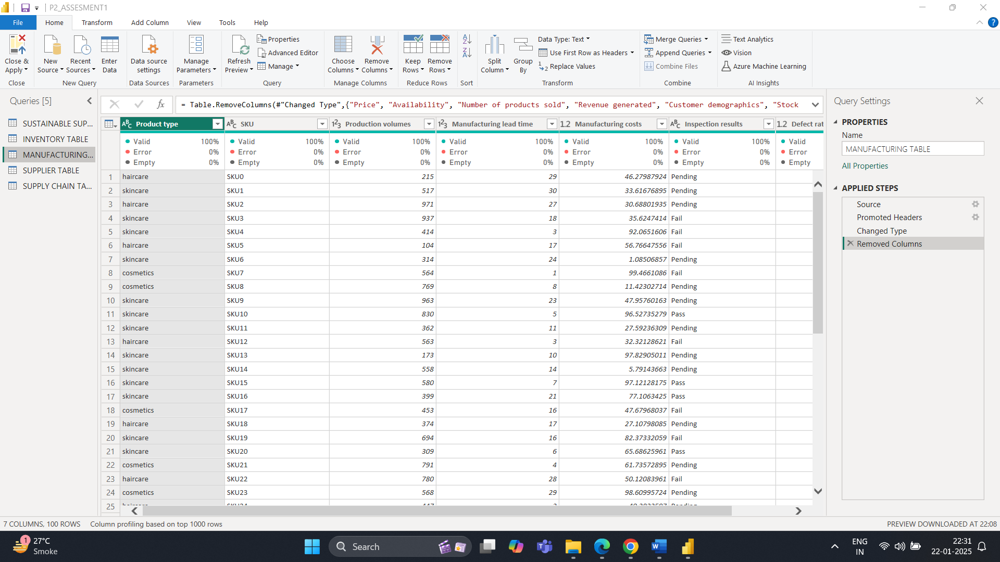 P2_ASSESMENT1
File Home Transform Add Column View Tools Help
Close & Apply
Close
New Source
Recent Sources
Enter Data
New Query
Data source settings
Data Sources
Manage Parameters
Parameters
Refresh Preview
Properties
Advanced Editor
Manage
Query
Choose Columns
Remove Columns
Manage Columns
Keep Rows
Remove Rows
Reduce Rows
Sort
Split Column
Group By
Data Type: Text
Use First Row as Headers
Replace Values
Transform
Merge Queries
Append Queries
Combine Files
Combine
Text Analytics
Vision
Azure Machine Learning
AI Insights
Queries [5]
SUSTAINABLE SUP...
INVENTORY TABLE
MANUFACTURING...
SUPPLIER TABLE
SUPPLY CHAIN TA...
fx = Table.RemoveColumns(#"Changed Type",{"Price", "Availability", "Number of products sold", "Revenue generated", "Customer demographics", "Stock
Product type SKU Production volumes Manufacturing lead time Manufacturing costs Inspection results Defect rat
Valid 100% Valid 100% Valid 100% Valid 100% Valid 100% Valid 100% Valid
Error 0% Error 0% Error 0% Error 0% Error 0% Error 0% Error
Empty 0% Empty 0% Empty 0% Empty 0% Empty 0% Empty 0% Empty
1 haircare SKU0 215 29 46.27987924 Pending
2 skincare SKU1 517 30 33.61676895 Pending
3 haircare SKU2 971 27 30.68801935 Pending
4 skincare SKU3 937 18 35.6247414 Fail
5 skincare SKU4 414 3 92.0651606 Fail
6 haircare SKU5 104 17 56.76647556 Fail
7 skincare SKU6 314 24 1.08506857 Pending
8 cosmetics SKU7 564 1 99.4661086 Fail
9 cosmetics SKU8 769 8 11.42302714 Pending
10 skincare SKU9 963 23 47.95760163 Pending
11 skincare SKU10 830 5 96.52735279 Pass
12 skincare SKU11 362 11 27.59236309 Pending
13 haircare SKU12 563 3 32.32128621 Fail
14 skincare SKU13 173 10 97.82905011 Pending
15 skincare SKU14 558 14 5.79143663 Pending
16 skincare SKU15 580 7 97.12128175 Pass
17 skincare SKU16 399 21 77.1063425 Pass
18 cosmetics SKU17 453 16 47.67968037 Fail
19 haircare SKU18 374 17 27.10798085 Pending
20 skincare SKU19 694 16 82.37332059 Fail
21 skincare SKU20 309 6 65.68625961 Pass
22 cosmetics SKU21 791 4 61.73572895 Pending
23 haircare SKU22 780 28 50.12083961 Fail
24 cosmetics SKU23 568 29 98.60995724 Pending
25
Query Settings
PROPERTIES
Name
MANUFACTURING TABLE
All Properties
APPLIED STEPS
Source
Promoted Headers
Changed Type
Removed Columns
7 COLUMNS, 100 ROWS Column profiling based on top 1000 rows
PREVIEW DOWNLOADED AT 22:08
1
27°C
Smoke
Search
ENG
IN
22:31
22-01-2025